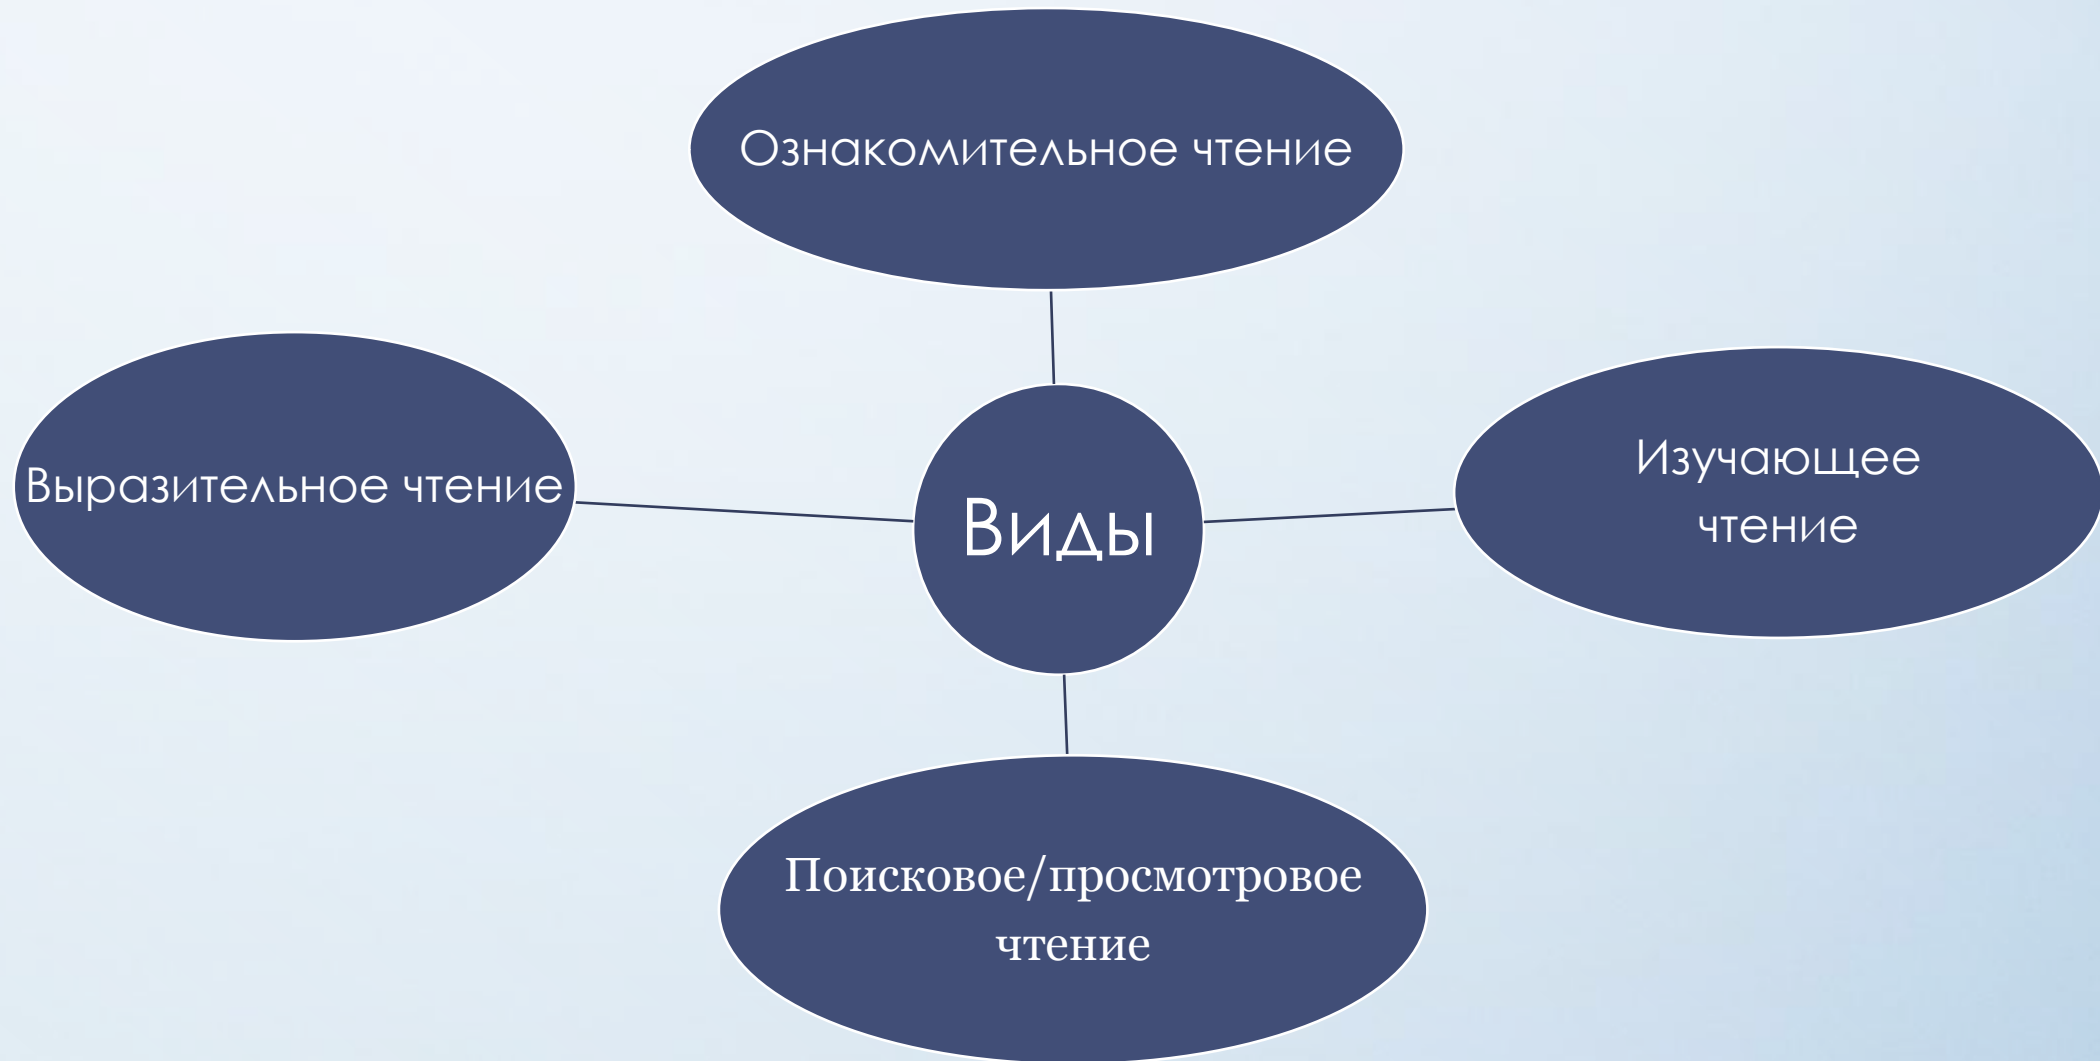 Ознакомительное чтение
Выразительное чтение
Виды
Изучающее
чтение
Поисковое/просмотровое
чтение